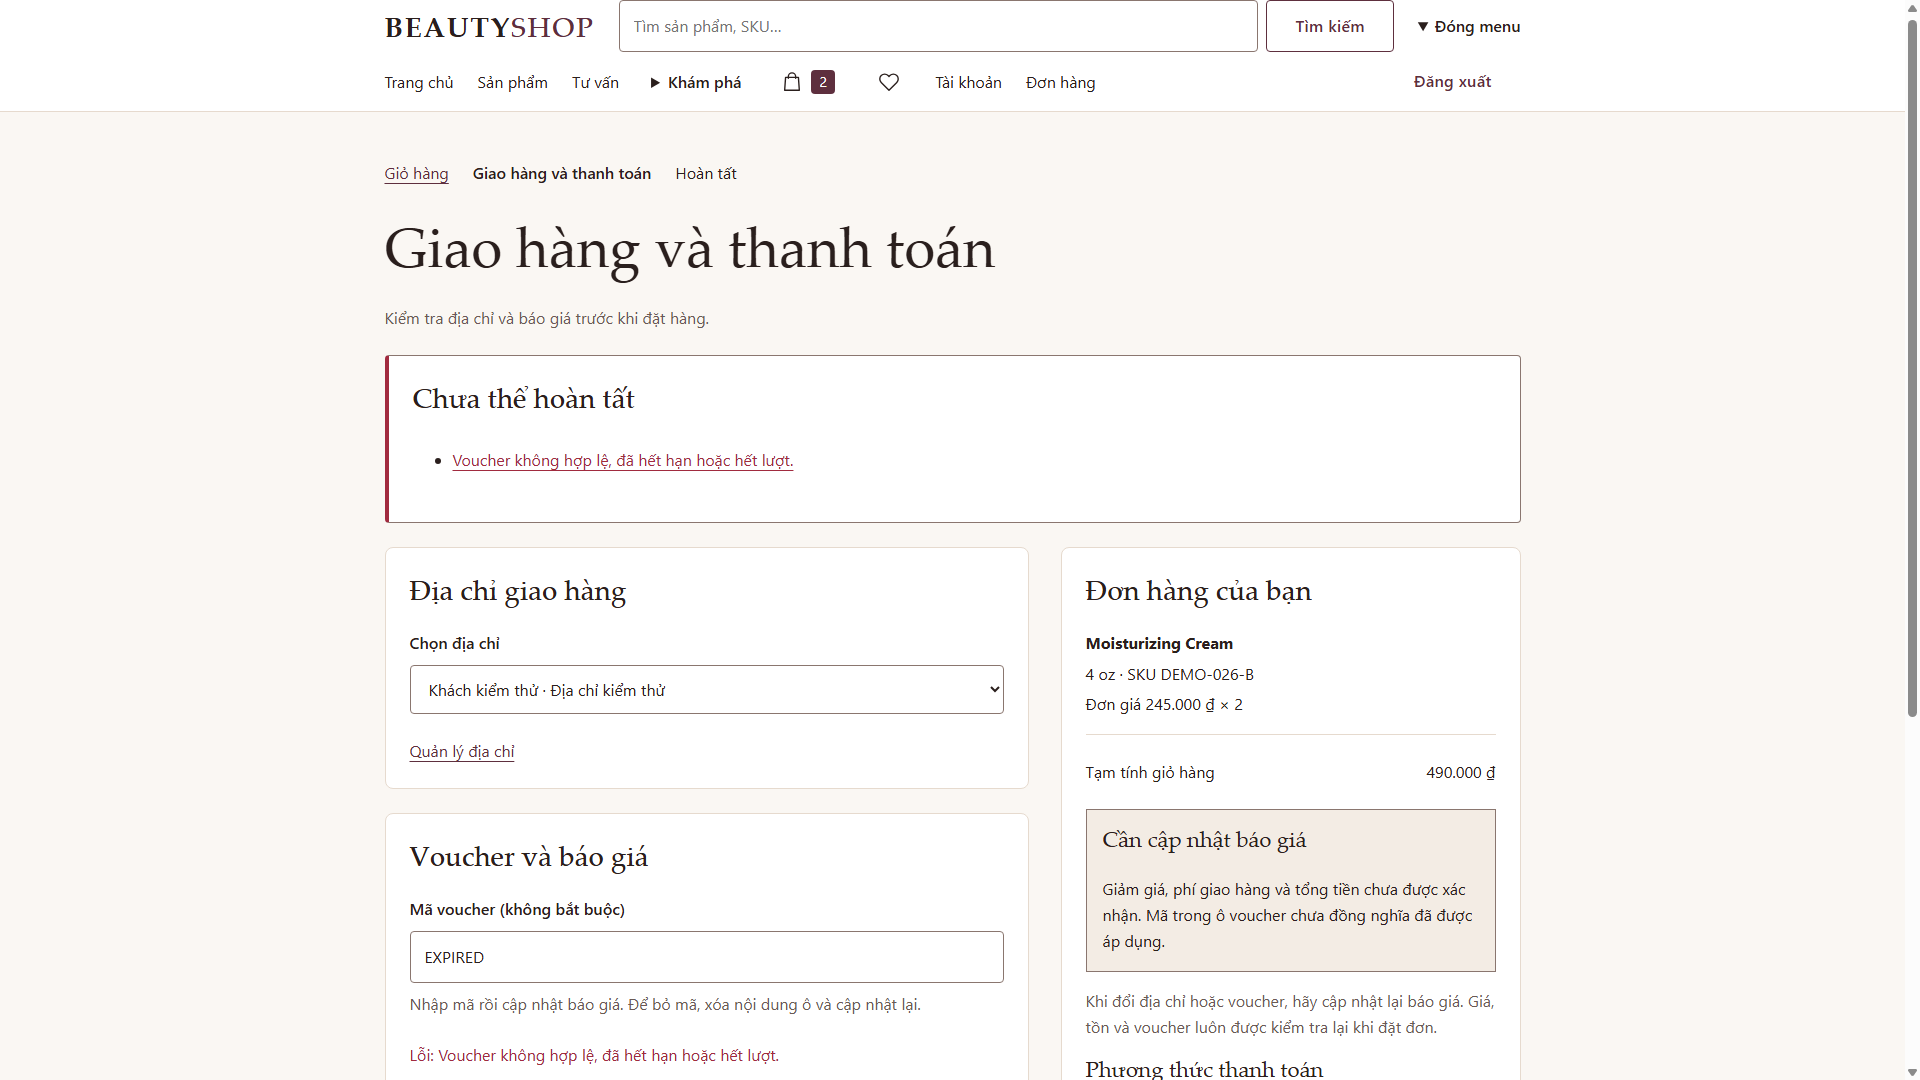 BEAUTYSHOP
Tìm sản phẩm, SKU...
Tìm kiếm
▼ Đóng menu
Trang chủ
Sản phẩm
Tư vấn
▶ Khám phá
2
Tài khoản
Đơn hàng
Đăng xuất
Giỏ hàng
Giao hàng và thanh toán
Hoàn tất
Giao hàng và thanh toán
Kiểm tra địa chỉ và báo giá trước khi đặt hàng.
Chưa thể hoàn tất
• Voucher không hợp lệ, đã hết hạn hoặc hết lượt.
Địa chỉ giao hàng
Chọn địa chỉ
Khách kiểm thử · Địa chỉ kiểm thử
Quản lý địa chỉ
Voucher và báo giá
Mã voucher (không bắt buộc)
EXPIRED
Nhập mã rồi cập nhật báo giá. Để bỏ mã, xóa nội dung ô và cập nhật lại.
Lỗi: Voucher không hợp lệ, đã hết hạn hoặc hết lượt.
Đơn hàng của bạn
Moisturizing Cream
4 oz · SKU DEMO-026-B
Đơn giá 245.000 ₫ × 2
Tạm tính giỏ hàng
490.000 ₫
Cần cập nhật báo giá
Giảm giá, phí giao hàng và tổng tiền chưa được xác
nhận. Mã trong ô voucher chưa đồng nghĩa đã được
áp dụng.
Khi đổi địa chỉ hoặc voucher, hãy cập nhật lại báo giá. Giá,
tồn và voucher luôn được kiểm tra lại khi đặt đơn.
Phương thức thanh toán